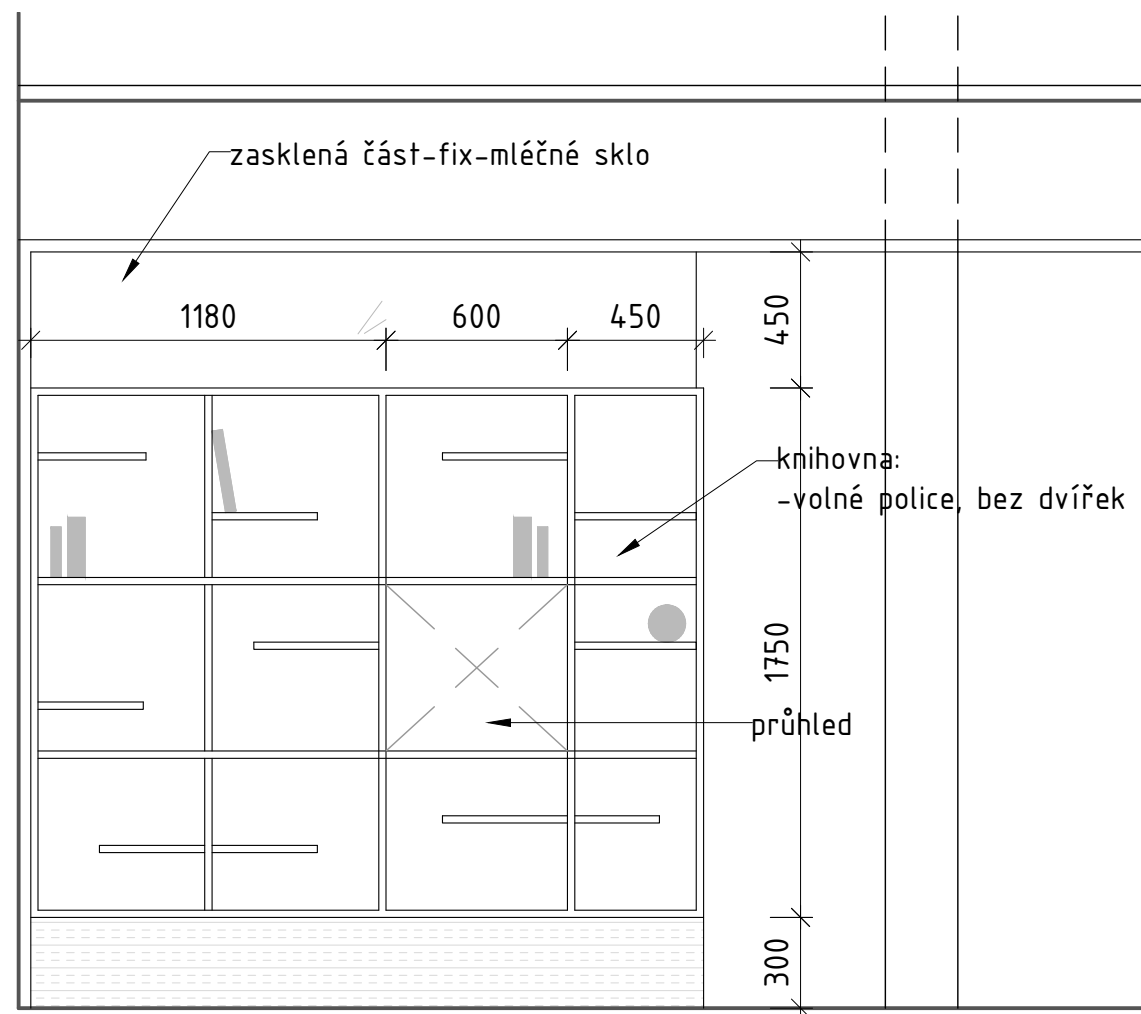 zasklená část-fix-mléčné sklo
1180
600
450
450
knihovna:
-volné police, bez dvířek
1750
průhled
300